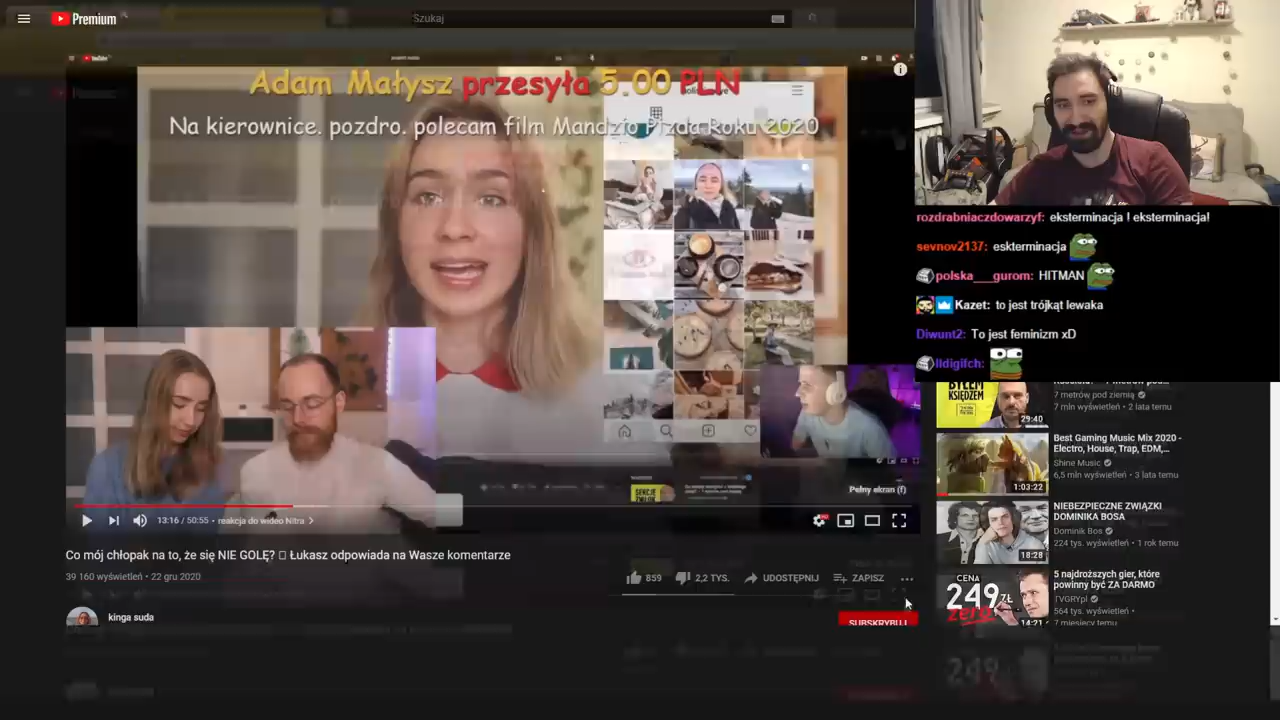 Premium
Szukaj
Adam Małysz przesyła 5.00 PLN
Na kierownice. pozdro. polecam film Mandzio Pizda Roku 2020
rozdrabniaczdowarzyf: eksterminacja ! eksterminacja!
sevnov2137: eskterminacja
polska___gurom: HITMAN
Kazet: to jest trójkąt lewaka
Diwunt2: To jest feminizm xD
lldigifch:
7 metrów pod ziemią
7 mln wyświetleń • 2 lata temu
BYŁEM
KSIĘDZEM
29:40
Best Gaming Music Mix 2020 -
Electro, House, Trap, EDM,...
Shine Music
6,5 mln wyświetleń • 3 lata temu
1:03:22
NIEBEZPIECZNE ZWIĄZKI
DOMINIKA BOSA
Dominik Bos
224 tys. wyświetleń • 1 rok temu
18:28
5 najdroższych gier, które
powinny być ZA DARMO
TVGRYpl
564 tys. wyświetleń •
7 miesięcy temu
CENA
249 ZŁ
zero
14:21
Pełny ekran (f)
13:16 / 50:55 • reakcja do wideo Nitra
Co mój chłopak na to, że się NIE GOLĘ? Łukasz odpowiada na Wasze komentarze
39 160 wyświetleń • 22 gru 2020
859
2,2 TYS.
UDOSTĘPNIJ
ZAPISZ
kinga suda
SUBSKRYBUJ